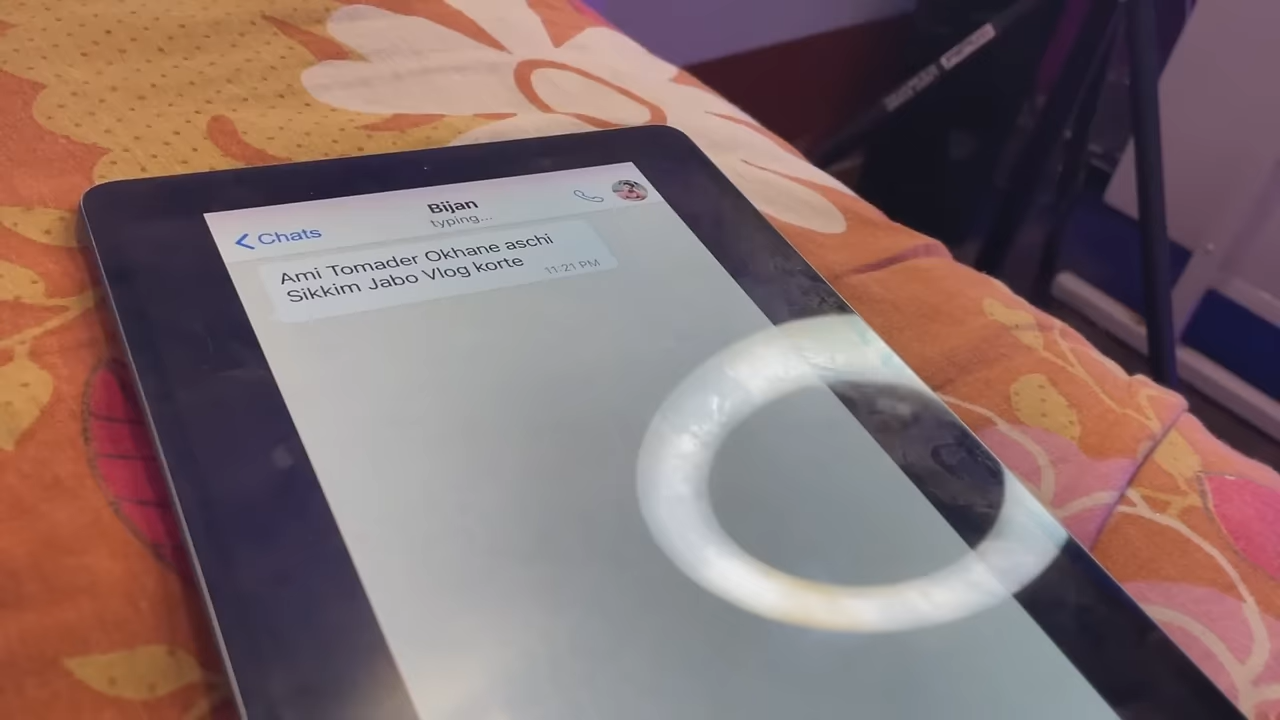 Bijan
typing...
Chats
Ami Tomader Okhane aschi
Sikkim Jabo Vlog korte
11:21 PM